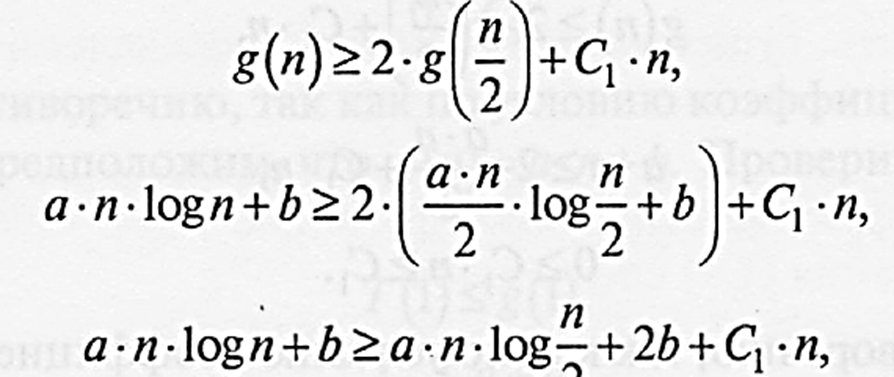 g(n) ≥ 2 · g(n/2) + C₁ · n,
a · n · log n + b ≥ 2 · (a · n/2 · log n/2 + b) + C₁ · n,
a · n · log n + b ≥ a · n · log n/2 + 2b + C₁ · n,